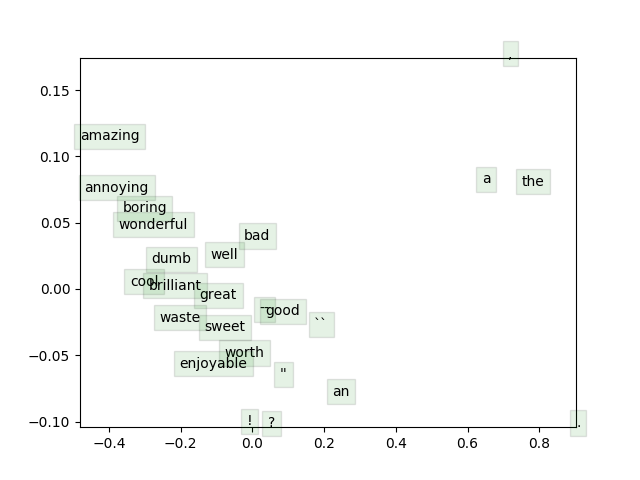 ,
0.15
amazing
0.10
a
the
annoying
boring
0.05
wonderful
bad
well
dumb
0.00
cool
brilliant
great
good
waste
sweet
``
−0.05
worth
enjoyable
"
an
−0.10
!
?
.
−0.4
−0.2
0.0
0.2
0.4
0.6
0.8